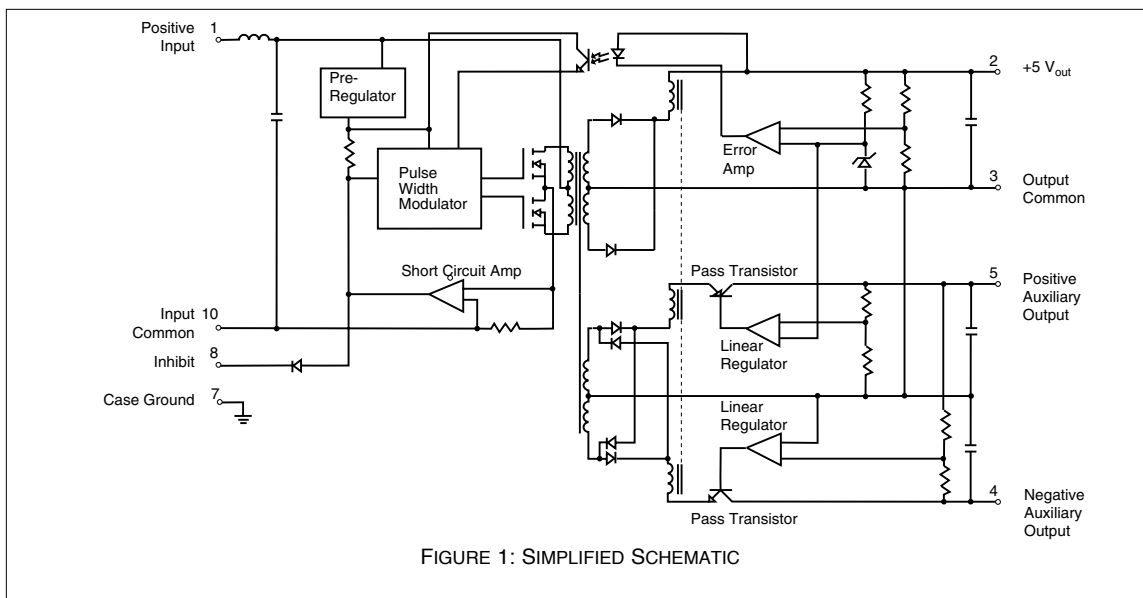 Positive
Input
1
Pre-
Regulator
Pulse
Width
Modulator
Short Circuit Amp
Input
Common
10
Inhibit
8
Case Ground
7
2
+5 Vout
Error
Amp
3
Output
Common
Pass Transistor
5
Positive
Auxiliary
Output
Linear
Regulator
Linear
Regulator
4
Negative
Auxiliary
Output
Pass Transistor
FIGURE 1: SIMPLIFIED SCHEMATIC